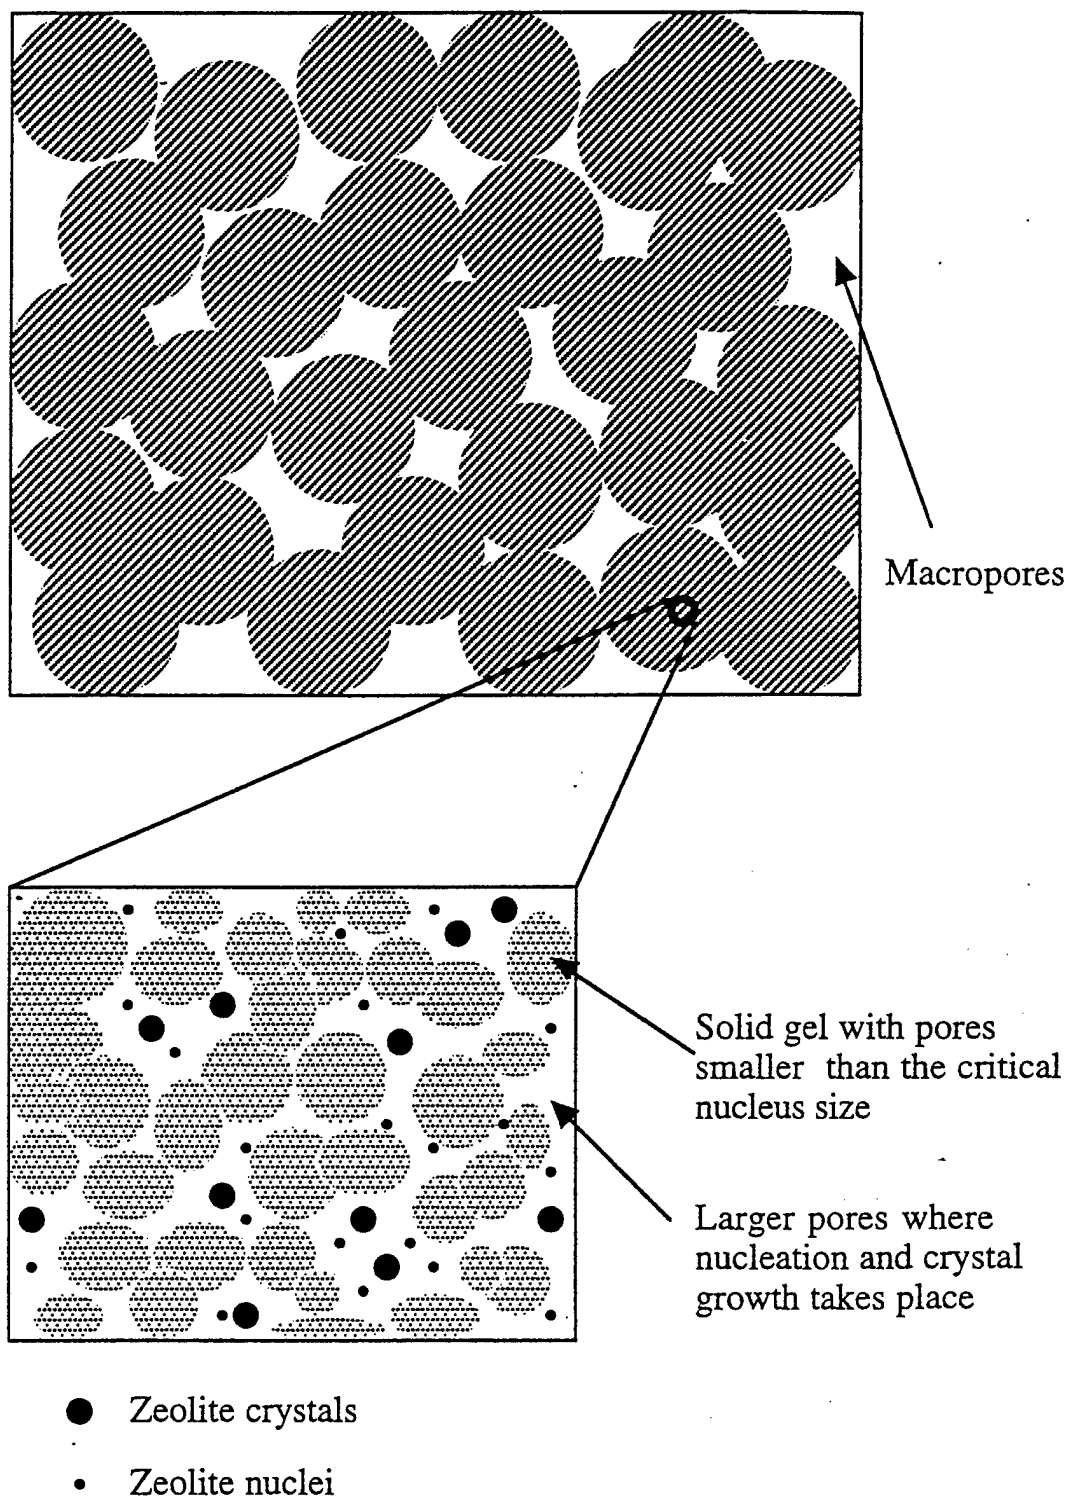 Macropores
Solid gel with pores
smaller than the critical
nucleus size
Larger pores where
nucleation and crystal
growth takes place
Zeolite crystals
Zeolite nuclei